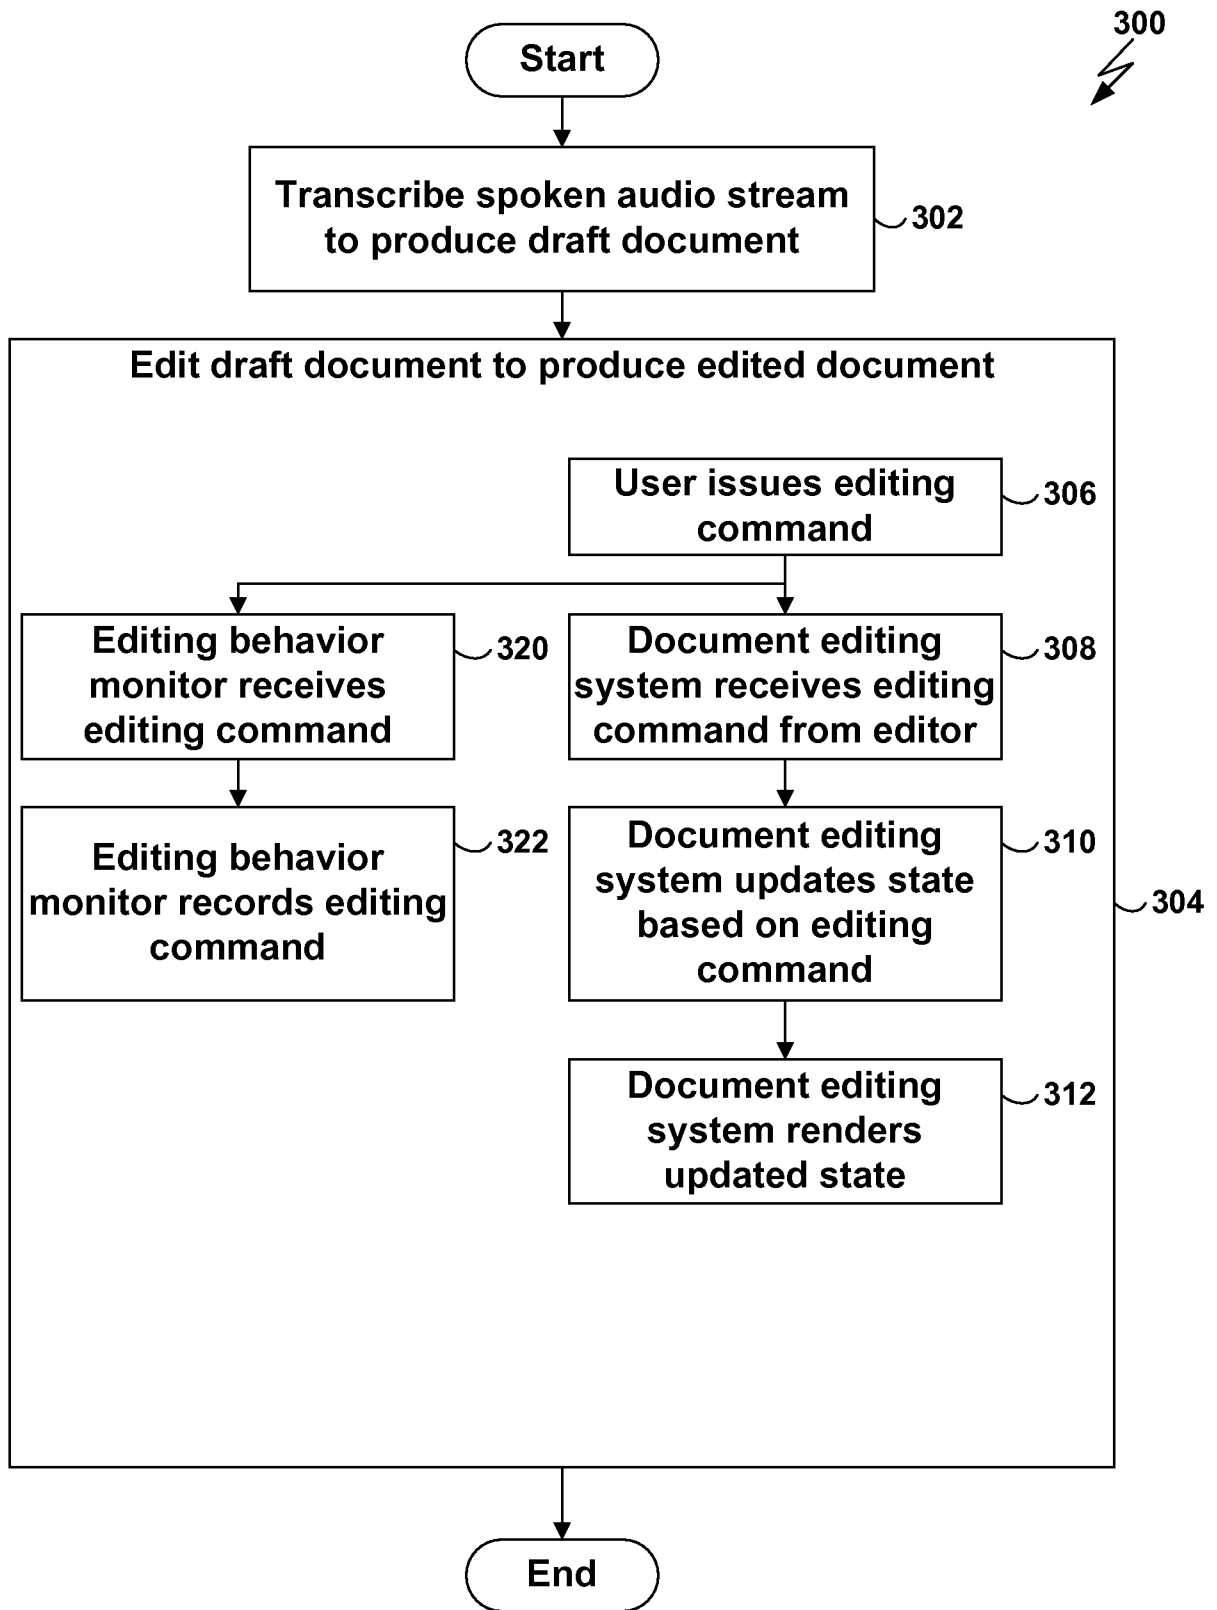 300
Start
Transcribe spoken audio stream
to produce draft document
302
Edit draft document to produce edited document
User issues editing
command
306
Editing behavior
monitor receives
editing command
320
Document editing
system receives editing
command from editor
308
Editing behavior
monitor records editing
command
322
Document editing
system updates state
based on editing
command
310
304
Document editing
system renders
updated state
312
End